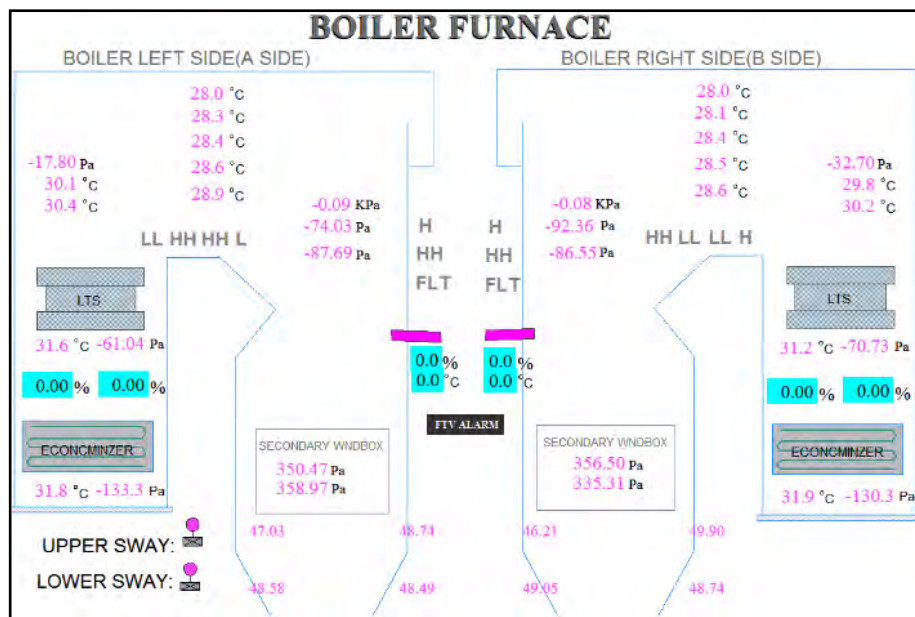 BOILER FURNACE
BOILER LEFT SIDE(A SIDE)
BOILER RIGHT SIDE(B SIDE)
28.0 °C
28.3 °C
28.4 °C
28.6 °C
28.9 °C
-17.80 Pa
30.1 °C
30.4 °C
-0.09 KPa
-74.03 Pa
-87.69 Pa
LL HH HH L
H
HH
FLT
LTS
31.6 °C -61.04 Pa
0.00 % 0.00 %
ECONCMINZER
31.8 °C -133.3 Pa
0.0 %
0.0 °C
SECONDARY WNDBOX
350.47 Pa
358.97 Pa
47.03
48.74
48.58
48.49
UPPER SWAY:
LOWER SWAY:
FTV ALARM
28.0 °C
28.1 °C
28.4 °C
28.5 °C
28.6 °C
-32.70 Pa
29.8 °C
30.2 °C
-0.08 KPa
-92.36 Pa
-86.55 Pa
HH LL LL H
H
HH
FLT
LTS
31.2 °C -70.73 Pa
0.00 % 0.00 %
ECONCMINZER
31.9 °C -130.3 Pa
0.0 %
0.0 °C
SECONDARY WNDBOX
356.50 Pa
335.31 Pa
46.21
49.90
49.05
48.74